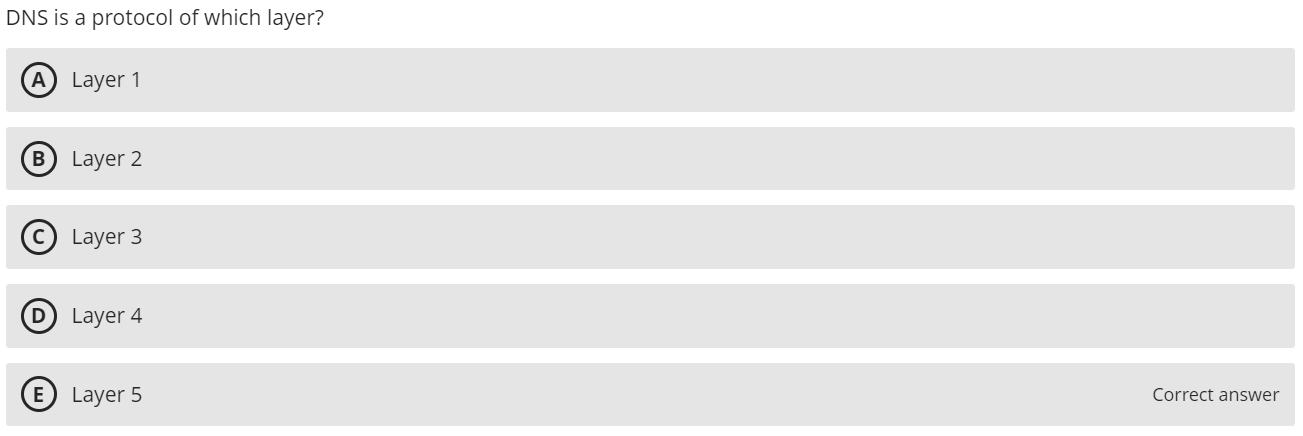 DNS is a protocol of which layer?
A Layer 1
B Layer 2
C Layer 3
D Layer 4
E Layer 5 Correct answer